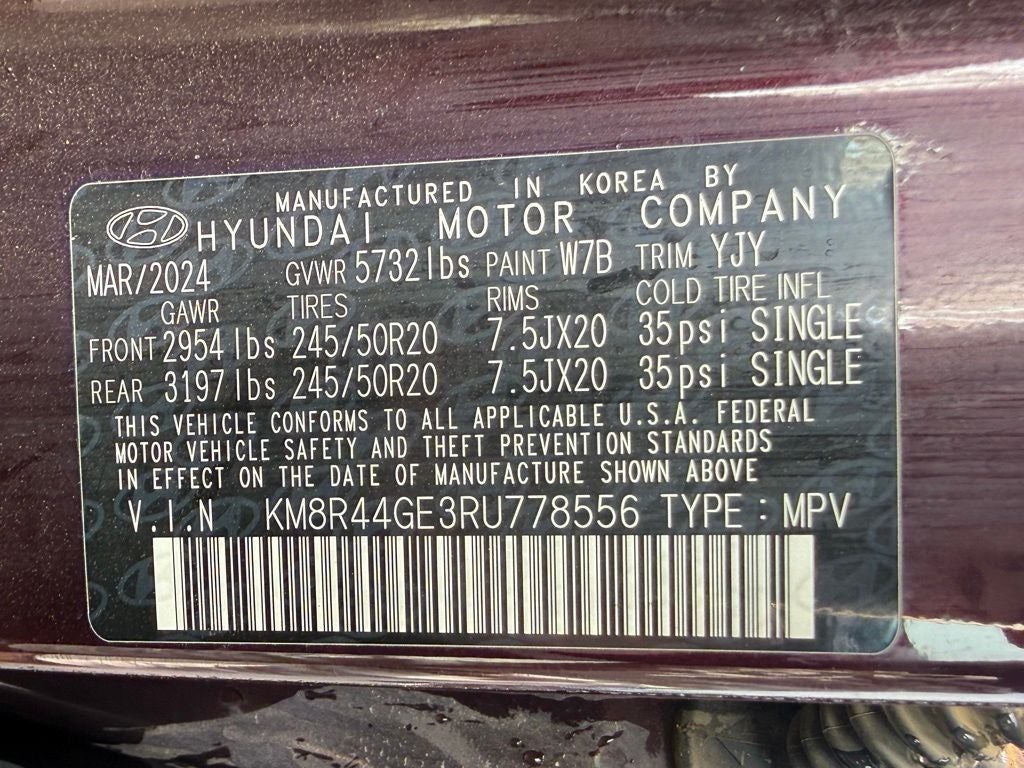 MANUFACTURED IN KOREA BY
HYUNDAI MOTOR COMPANY
MAR/2024 GVWR 5732lbs PAINT W7B TRIM YJY
GAWR TIRES RIMS COLD TIRE INFL
FRONT 2954lbs 245/50R20 7.5JX20 35psi SINGLE
REAR 3197lbs 245/50R20 7.5JX20 35psi SINGLE
THIS VEHICLE CONFORMS TO ALL APPLICABLE U.S.A. FEDERAL
MOTOR VEHICLE SAFETY AND THEFT PREVENTION STANDARDS
IN EFFECT ON THE DATE OF MANUFACTURE SHOWN ABOVE
V.I.N KM8R44GE3RU778556 TYPE : MPV